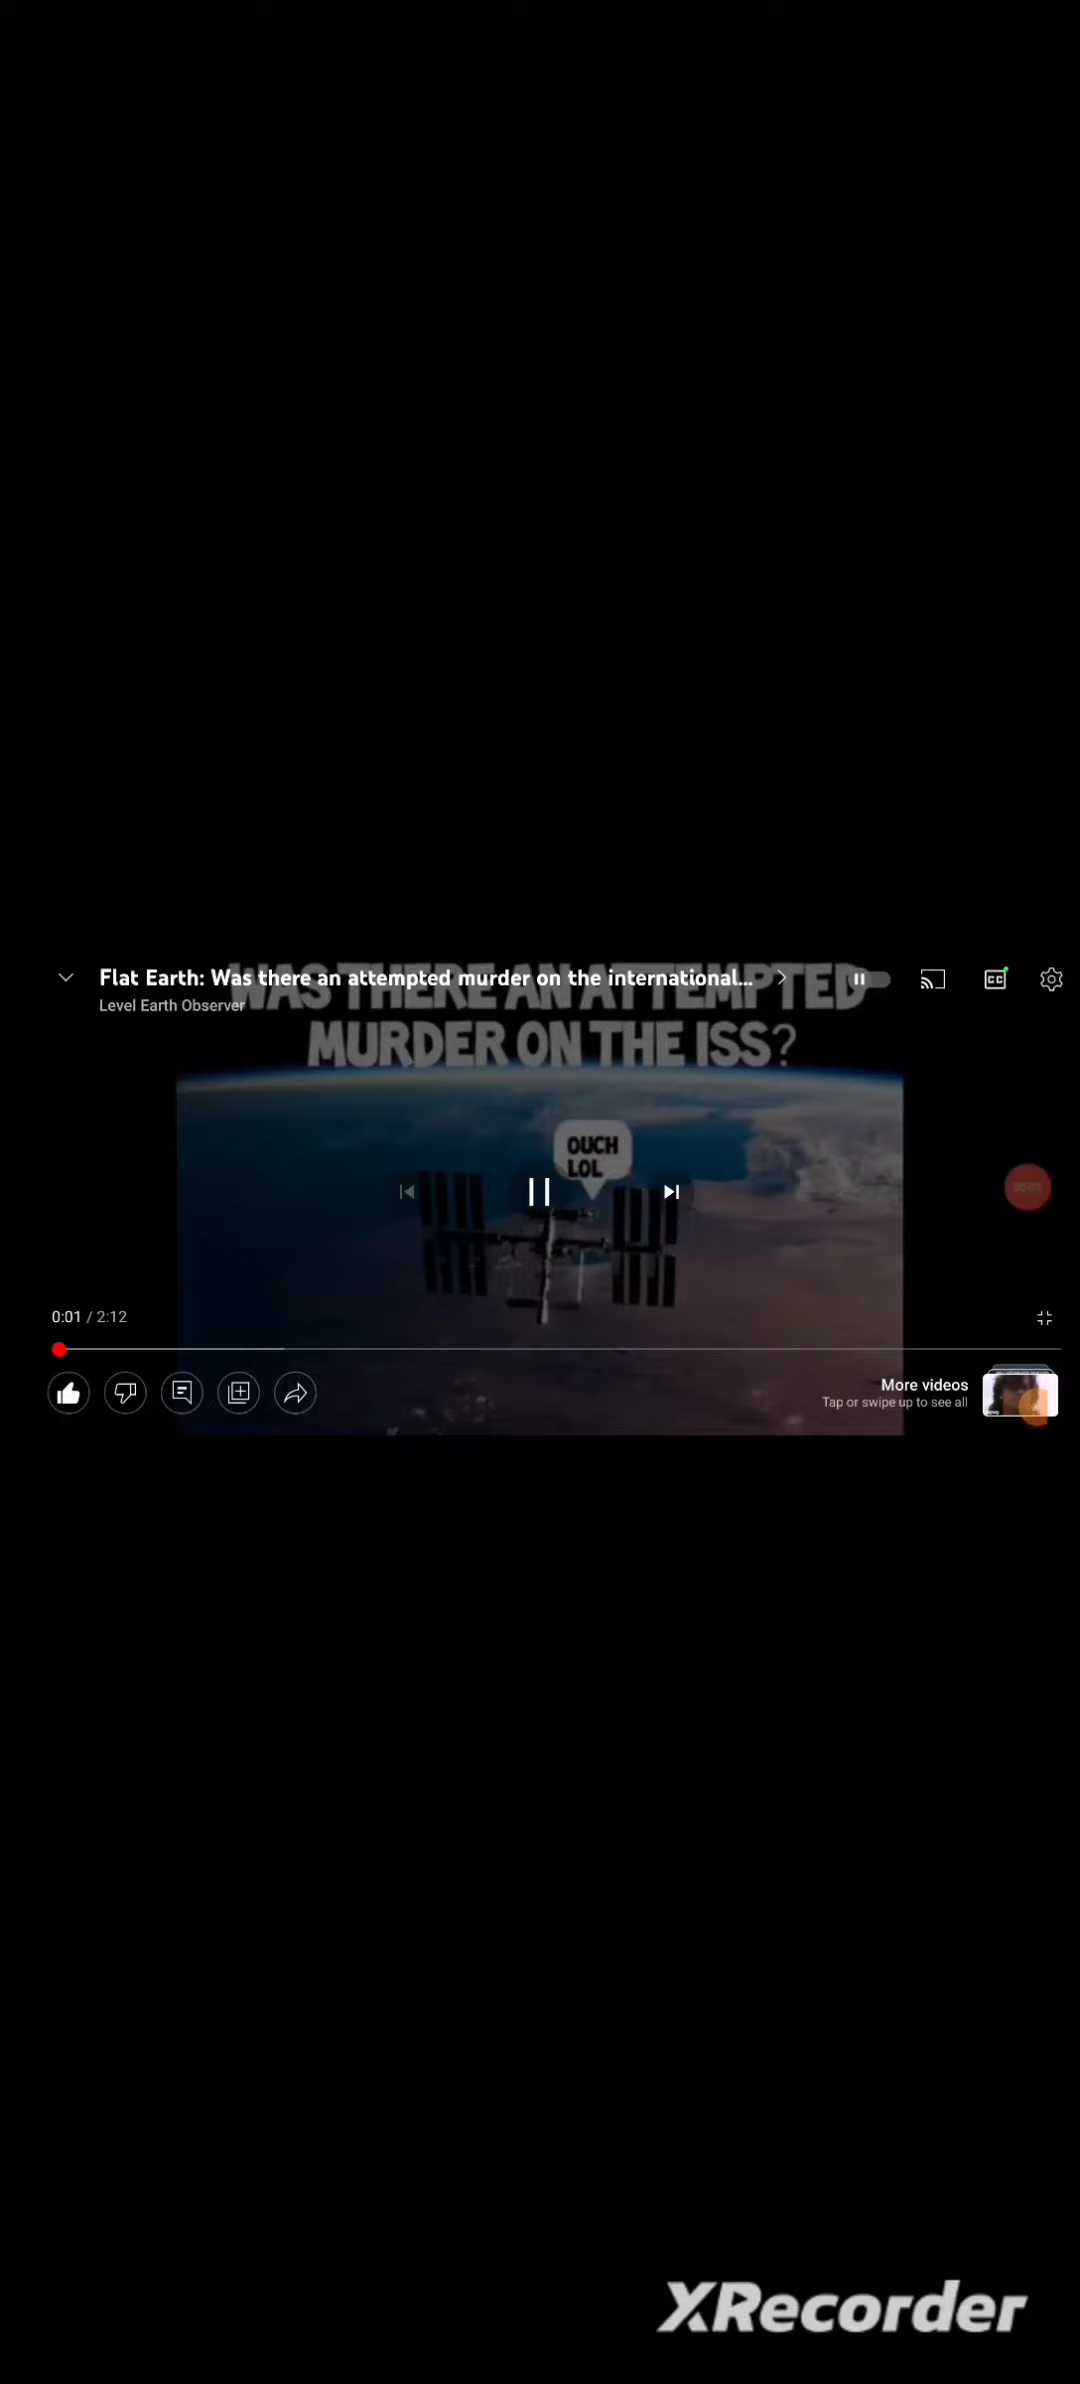 Flat Earth: Was there an attempted murder on the international...
Level Earth Observer
WAS THERE AN ATTEMPTED
MURDER ON THE ISS?
OUCH
LOL
0:01 / 2:12
More videos
Tap or swipe up to see all
XRecorder